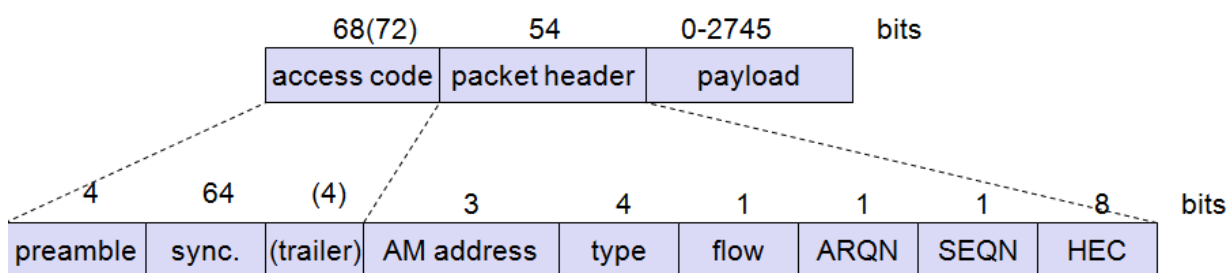 68(72) 54 0-2745 bits
access code packet header payload
4 64 (4) 3 4 1 1 1 8 bits
preamble sync. (trailer) AM address type flow ARQN SEQN HEC